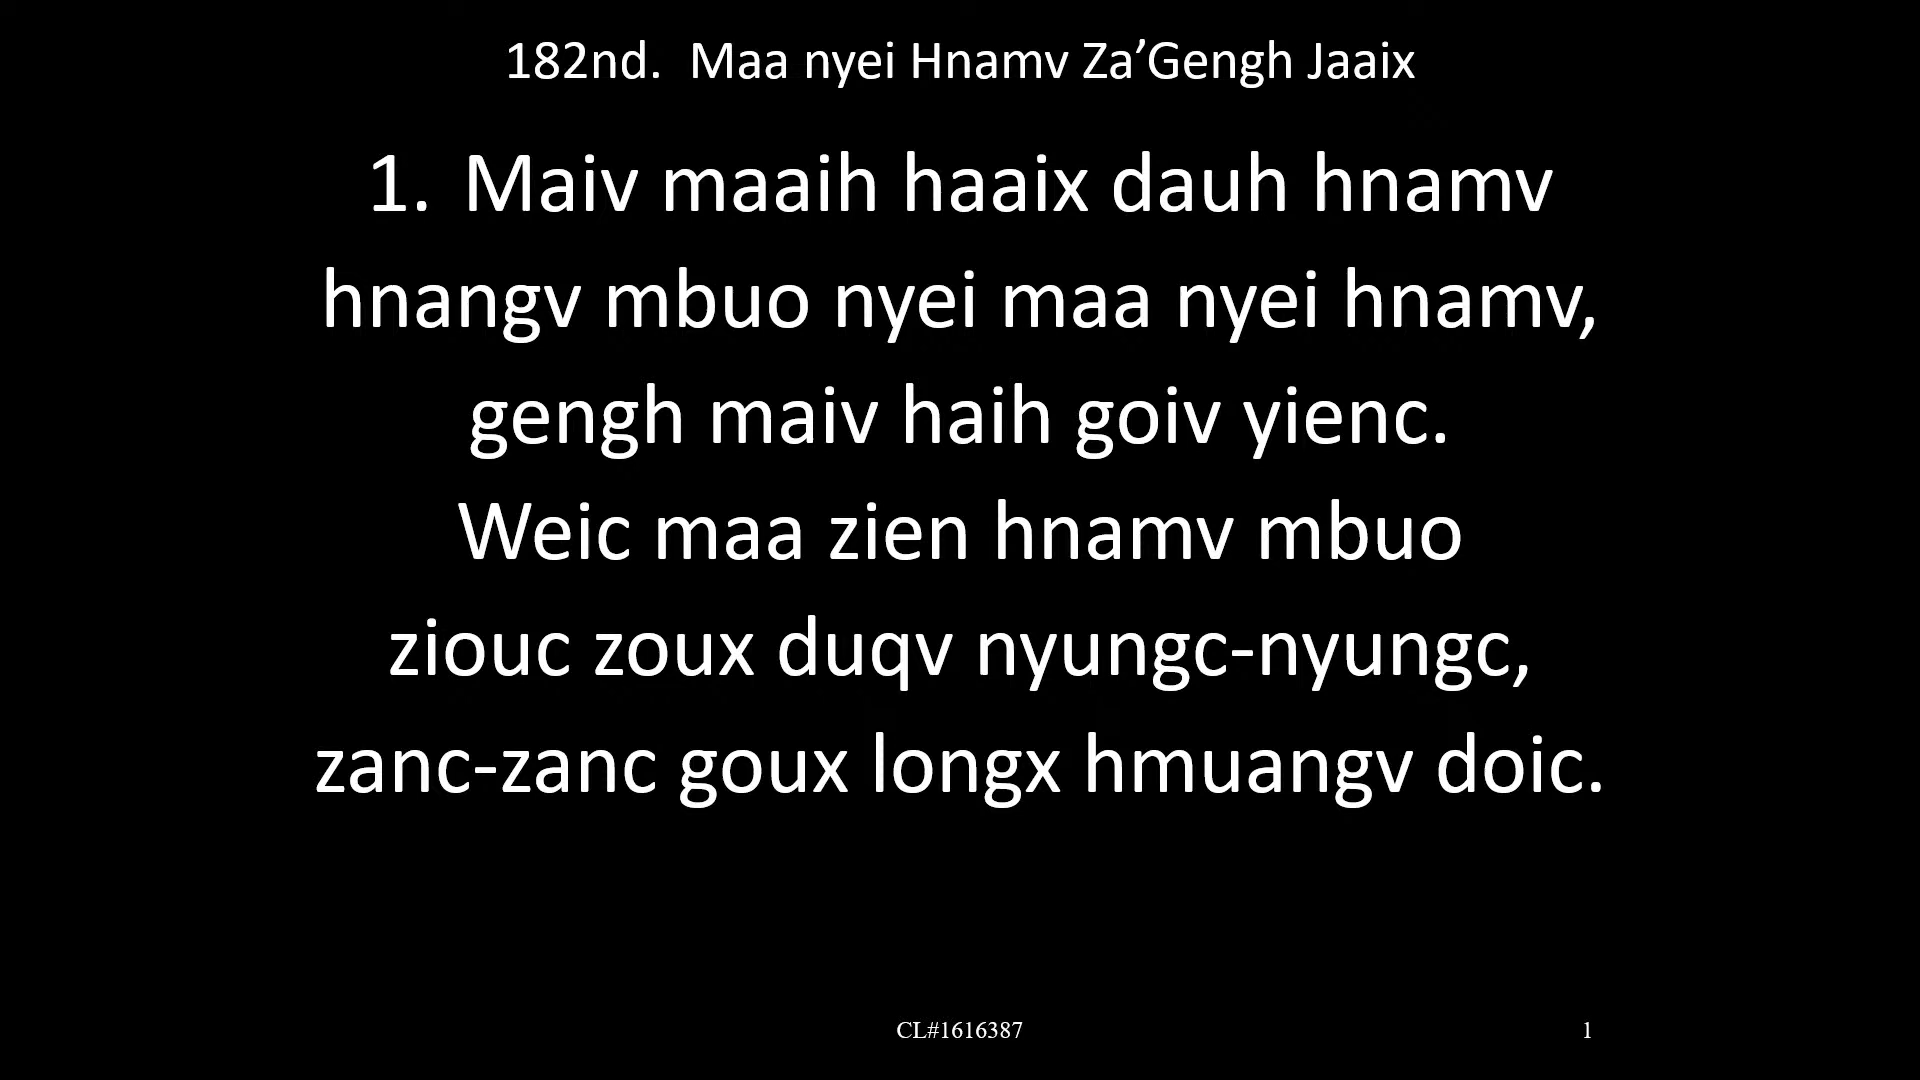 182nd.  Maa nyei Hnamv Za’Gengh Jaaix
1. Maiv maaih haaix dauh hnamv
hnangv mbuo nyei maa nyei hnamv,
gengh maiv haih goiv yienc.
Weic maa zien hnamv mbuo
ziouc zoux duqv nyungc-nyungc,
zanc-zanc goux longx hmuangv doic.
CL#1616387
1